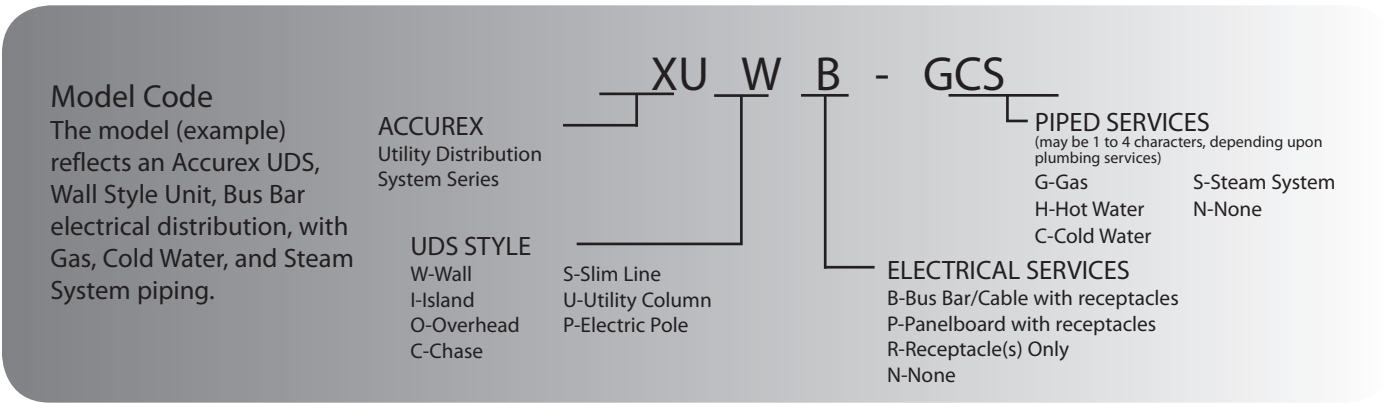 XU W B - GCS
Model Code
The model (example)
reflects an Accurex UDS,
Wall Style Unit, Bus Bar
electrical distribution, with
Gas, Cold Water, and Steam
System piping.
ACCUREX
Utility Distribution
System Series
UDS STYLE
W-Wall
I-Island
O-Overhead
C-Chase
S-Slim Line
U-Utility Column
P-Electric Pole
PIPED SERVICES
(may be 1 to 4 characters, depending upon
plumbing services)
G-Gas
H-Hot Water
C-Cold Water
S-Steam System
N-None
ELECTRICAL SERVICES
B-Bus Bar/Cable with receptacles
P-Panelboard with receptacles
R-Receptacle(s) Only
N-None